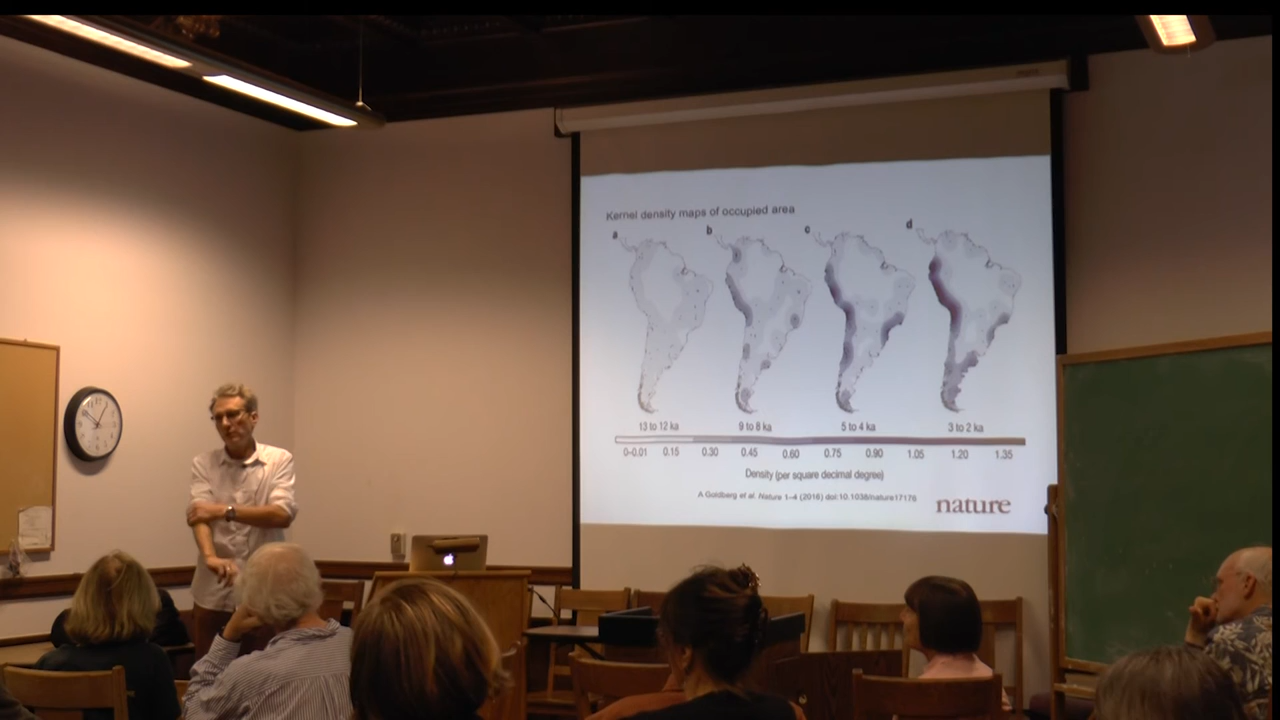 Kernel density maps of occupied area
a b c d
13 to 12 ka 9 to 8 ka 5 to 4 ka 3 to 2 ka
0–0.01 0.15 0.30 0.45 0.60 0.75 0.90 1.05 1.20 1.35
Density (per square decimal degree)
A Goldberg et al. Nature 1–4 (2016) doi:10.1038/nature17176
nature